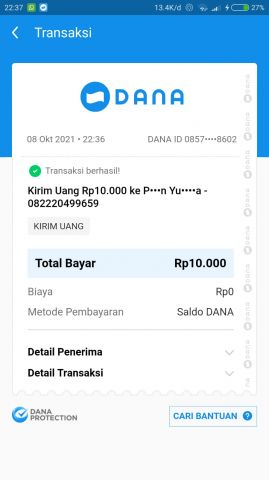 22:37
13.4K/d
27%
Transaksi
DANA
08 Okt 2021 • 22:36
DANA ID 0857••••8602
Transaksi berhasil!
Kirim Uang Rp10.000 ke P•••n Yu••••a -
082220499659
KIRIM UANG
Total Bayar Rp10.000
Biaya Rp0
Metode Pembayaran Saldo DANA
Detail Penerima
Detail Transaksi
DANA
PROTECTION
CARI BANTUAN ?